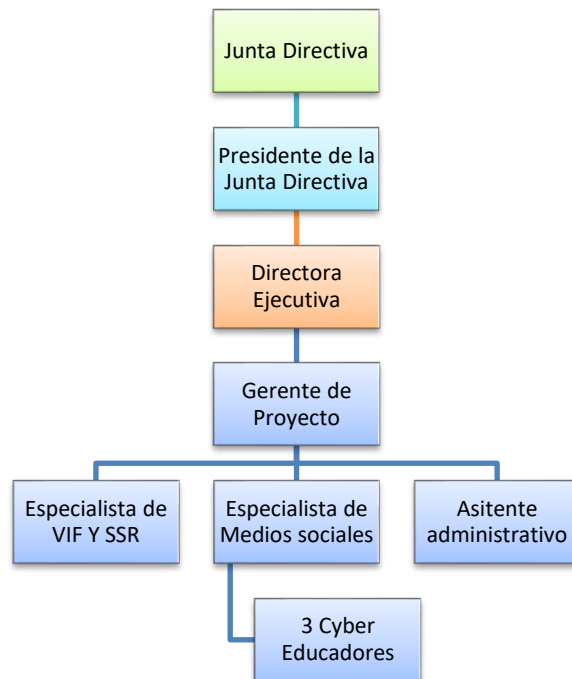 Junta Directiva
Presidente de la
Junta Directiva
Directora
Ejecutiva
Gerente de
Proyecto
Especialista de
VIF Y SSR
Especialista de
Medios sociales
Asitente
administrativo
3 Cyber
Educadores